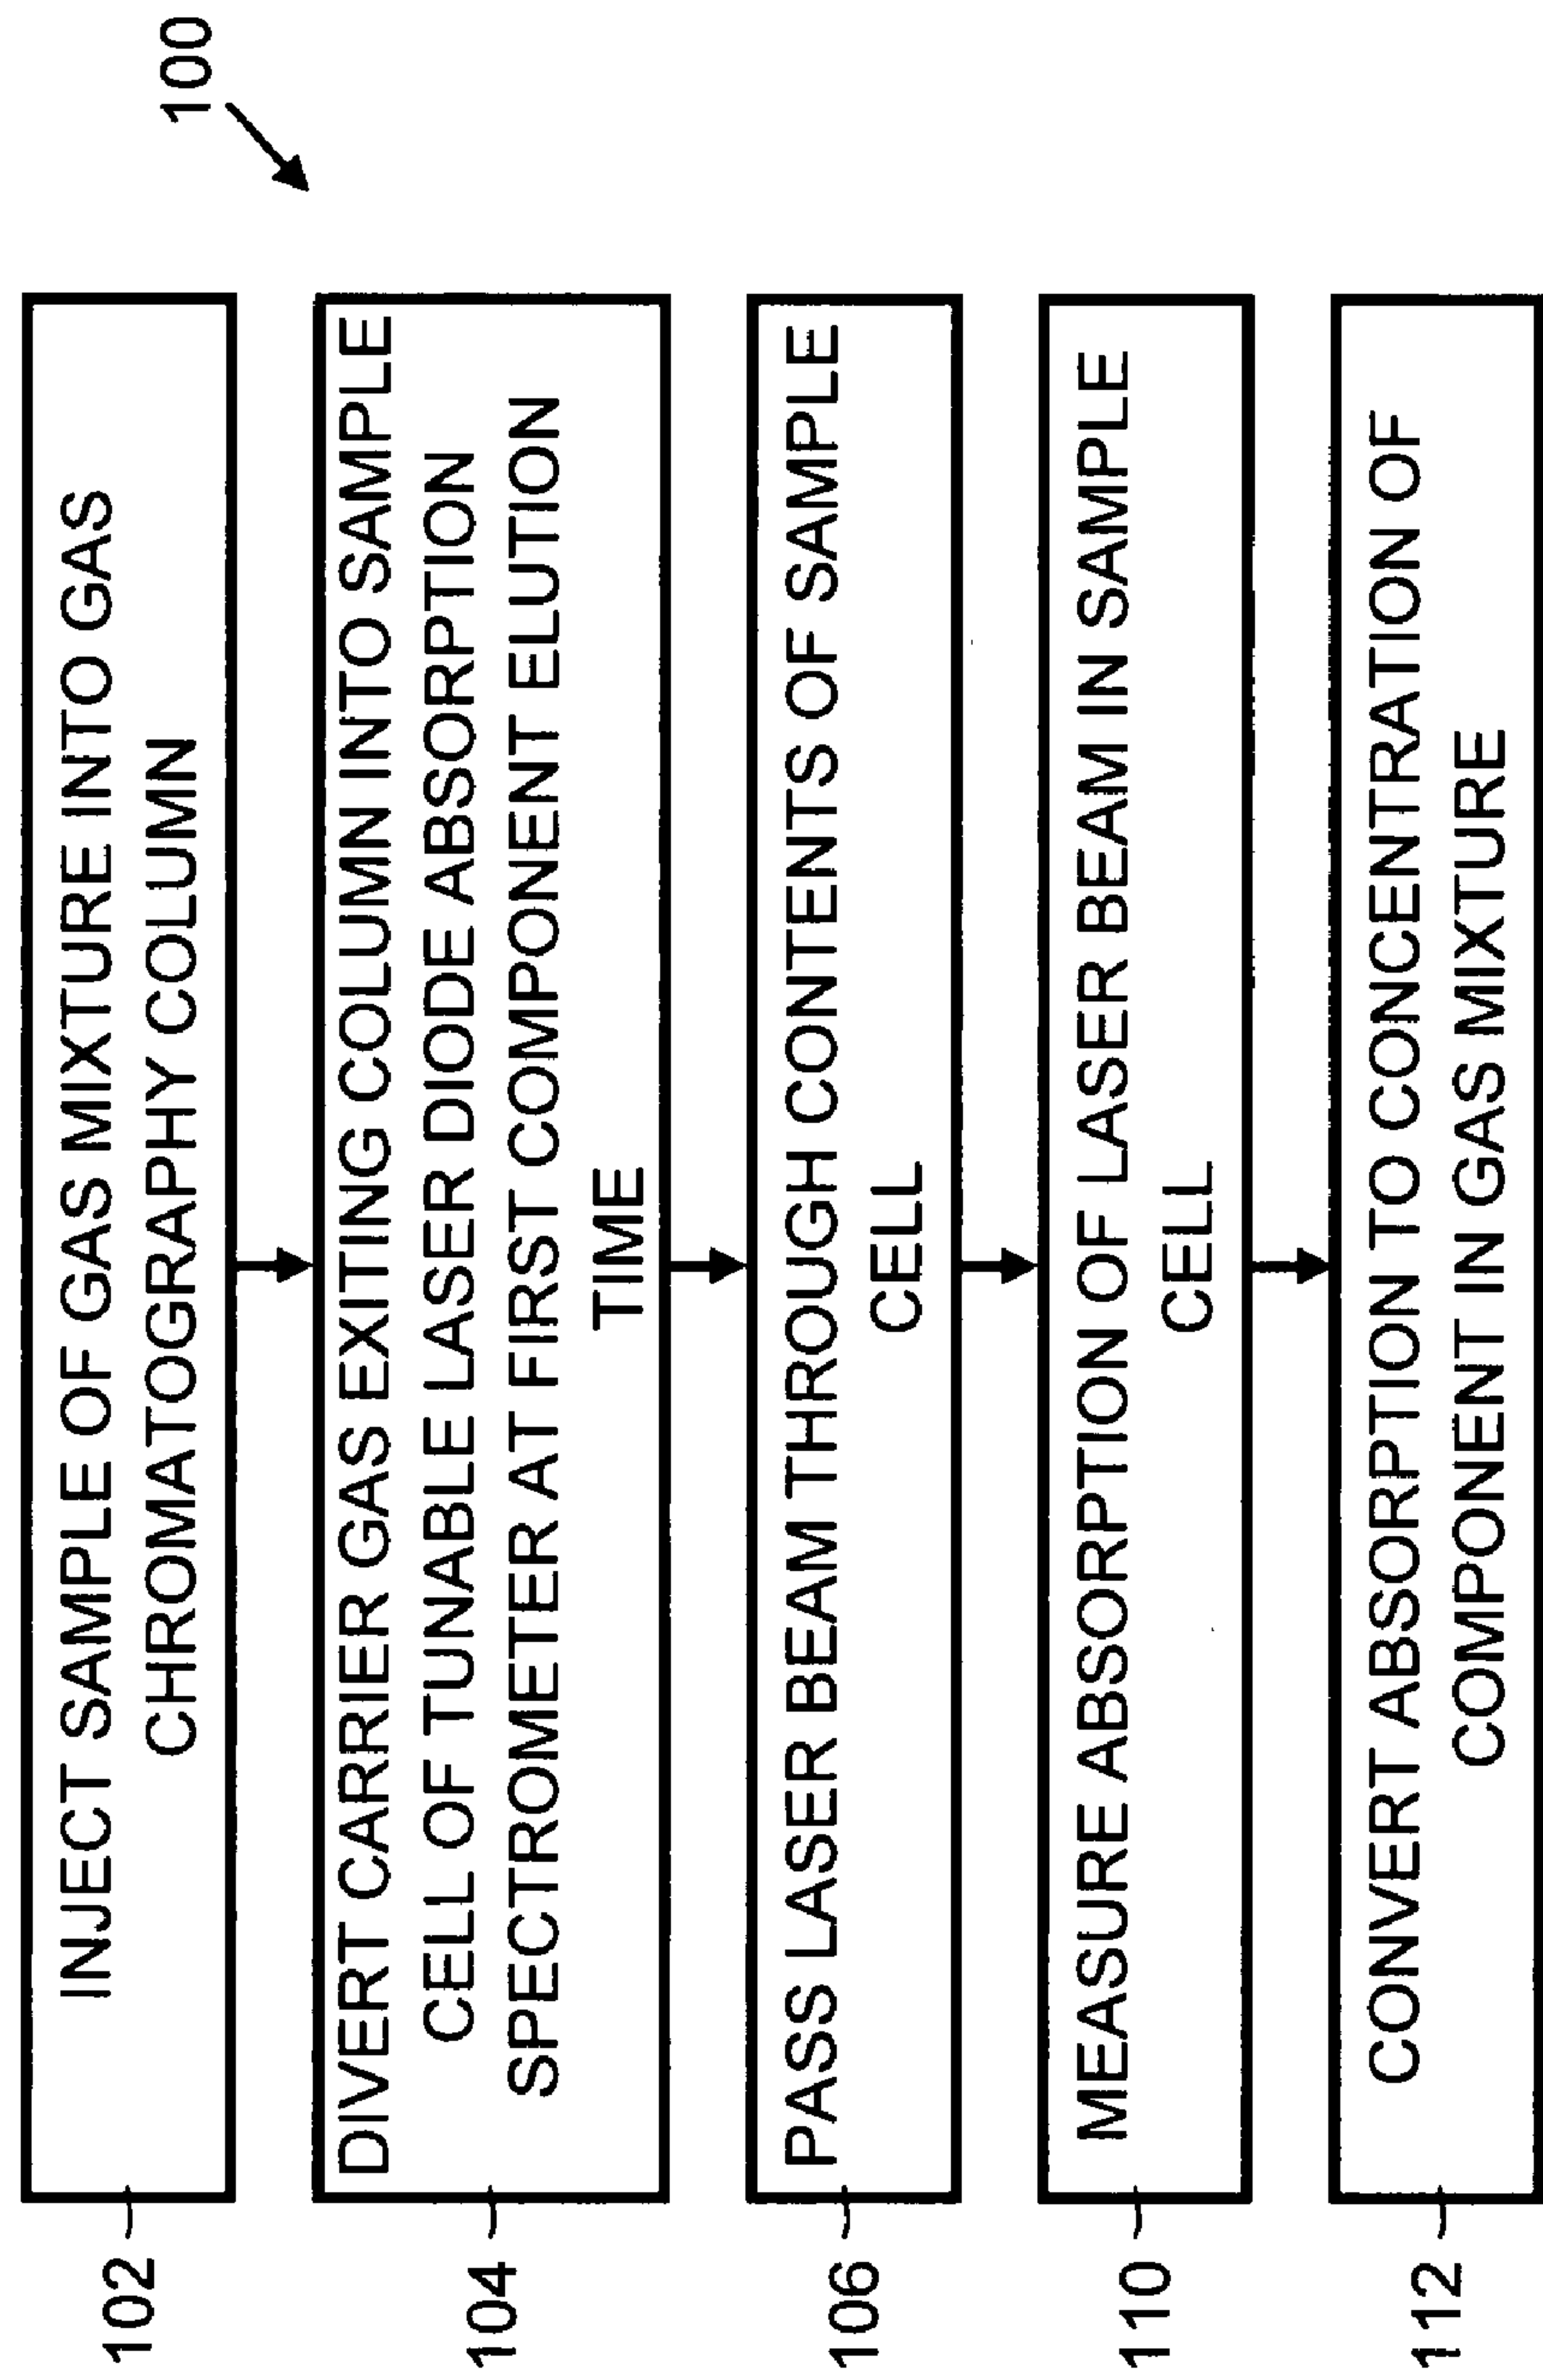 100
102
INJECT SAMPLE OF GAS MIXTURE INTO GAS
CHROMATOGRAPHY COLUMN
104
DIVERT CARRIER GAS EXITING COLUMN INTO SAMPLE
CELL OF TUNABLE LASER DIODE ABSORPTION
SPECTROMETER AT FIRST COMPONENT ELUTION
TIME
106
PASS LASER BEAM THROUGH CONTENTS OF SAMPLE
CELL
110
MEASURE ABSORPTION OF LASER BEAM IN SAMPLE
CELL
112
CONVERT ABSORPTION TO CONCENTRATION OF
COMPONENT IN GAS MIXTURE